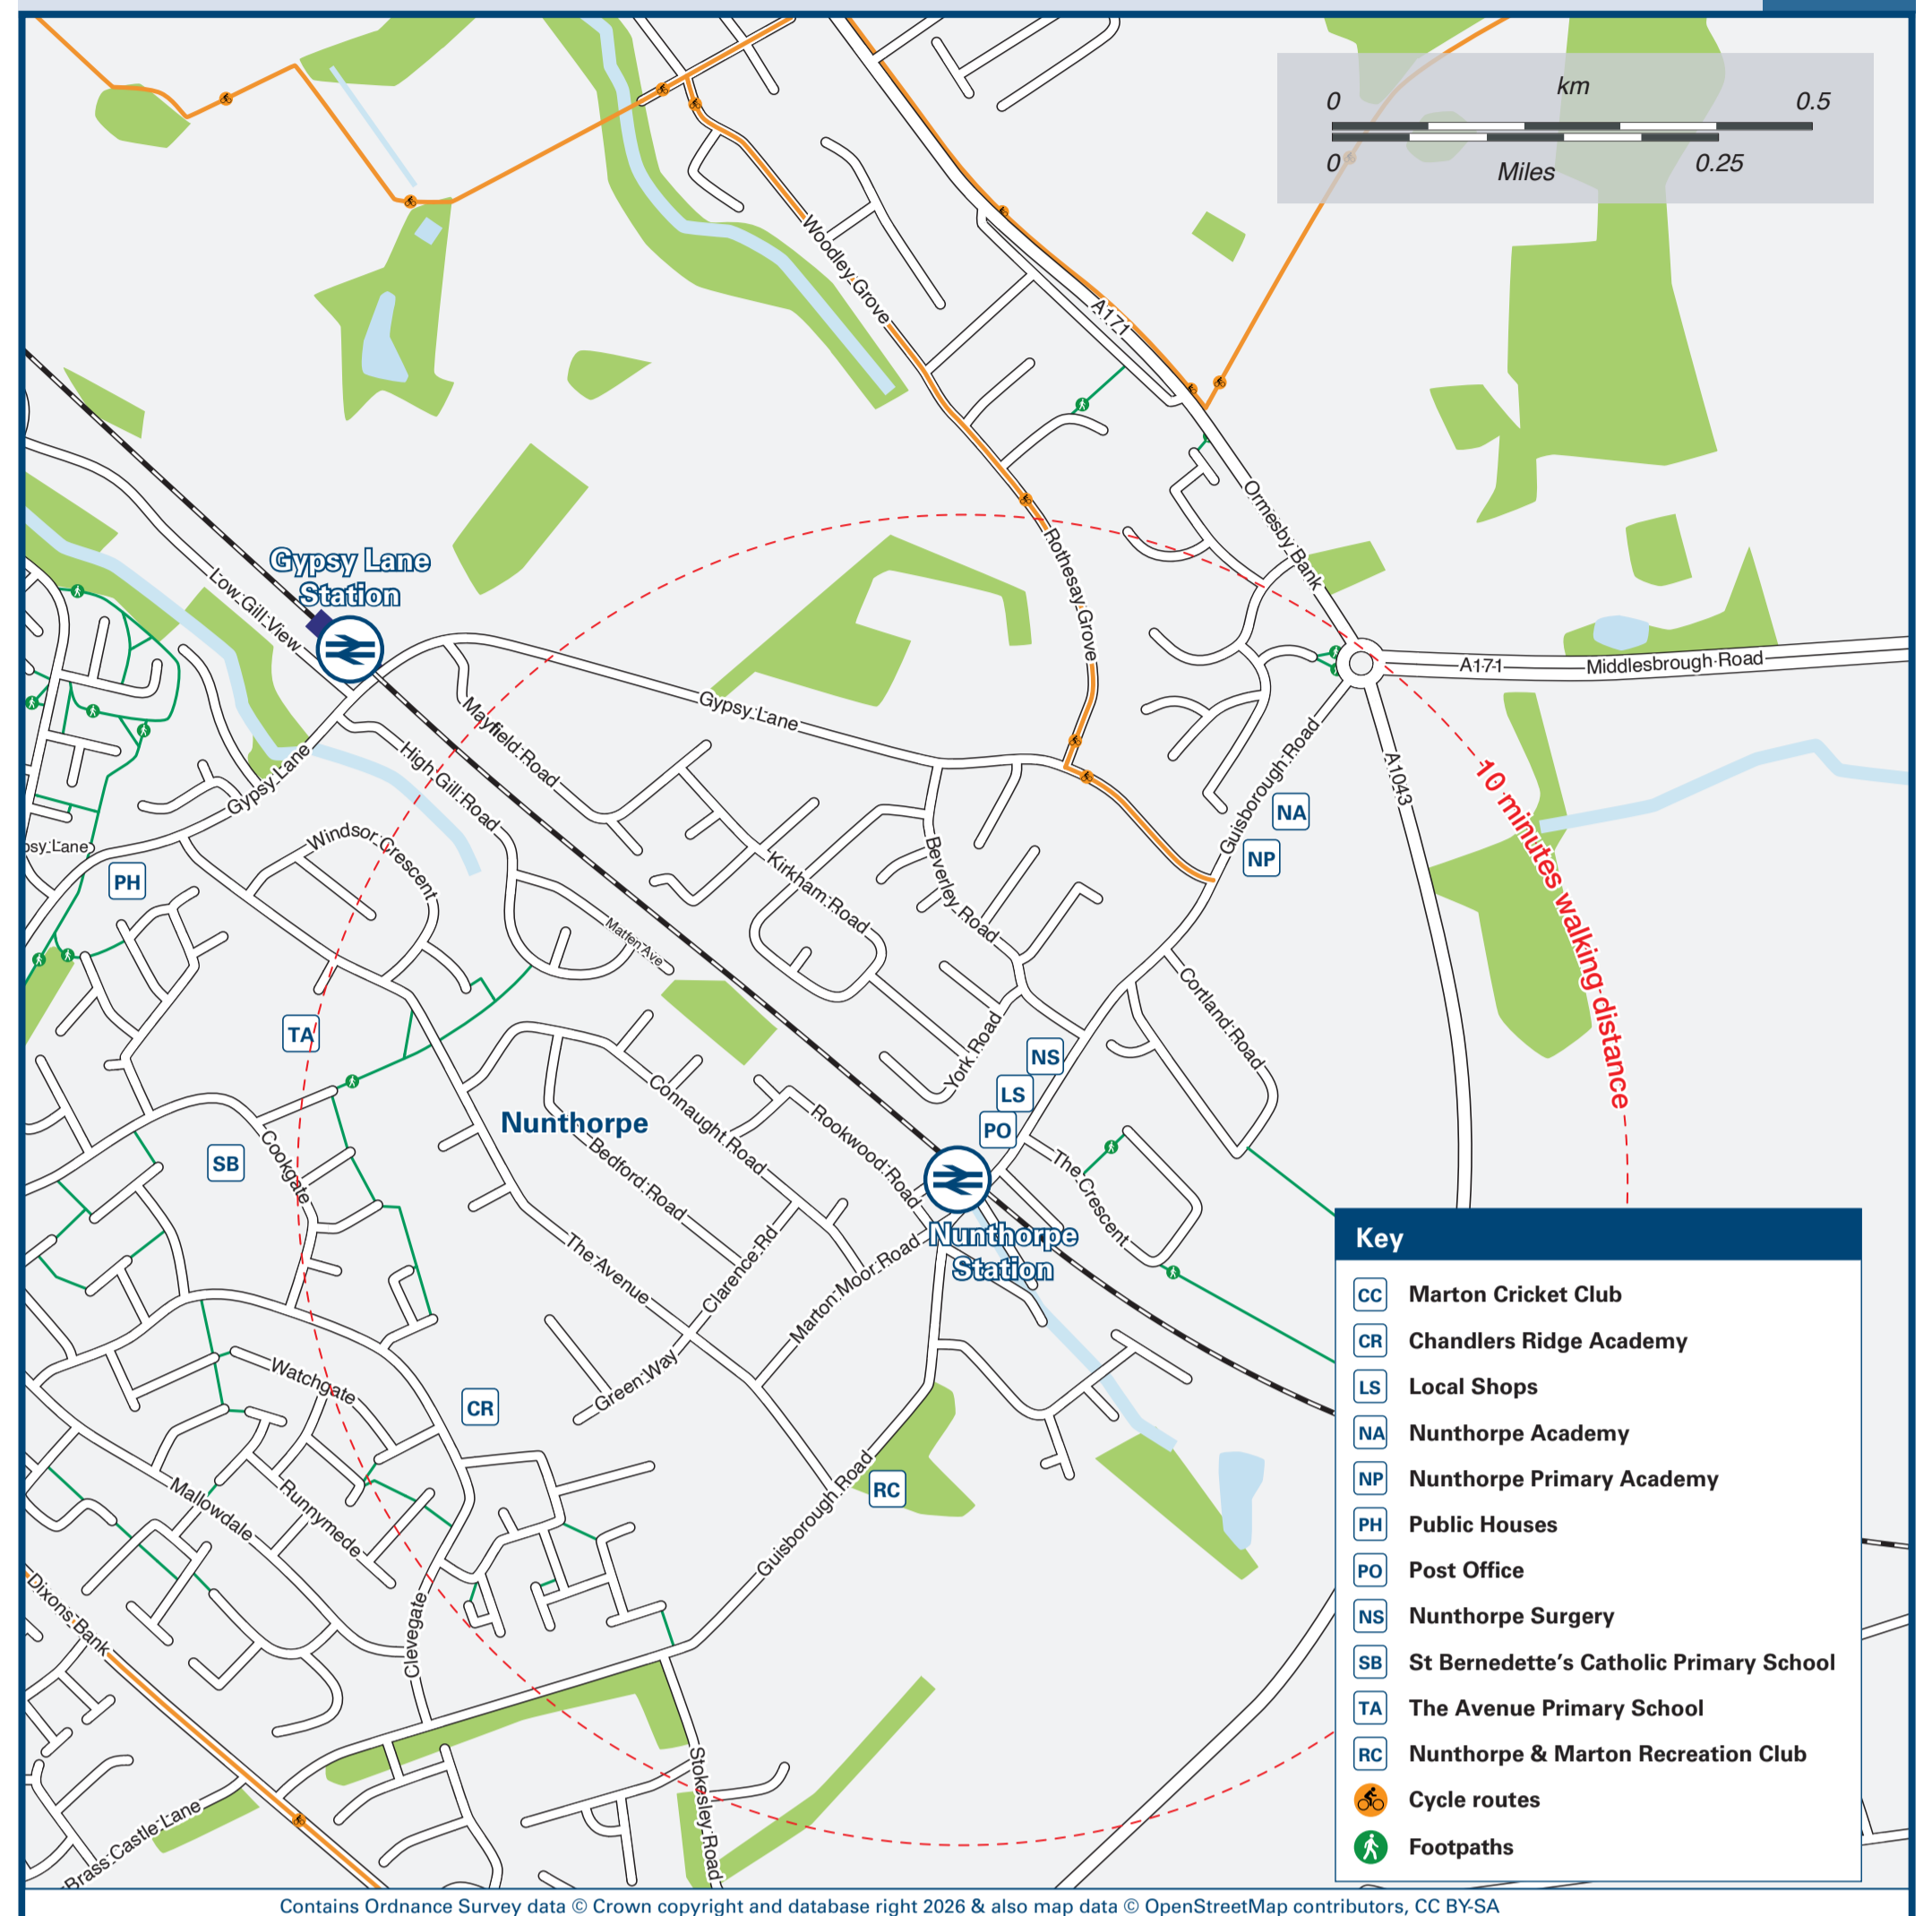 km
0
0.5
0
Miles
0.25
Woodley Grove
A171
Ormesby Bank
Rothesay Grove
Gypsy Lane
Station
Low Gill View
A171
Middlesbrough Road
Gypsy Lane
Mayfield Road
High Gill Road
Guisborough Road
A1043
10 minutes walking distance
Gypsy Lane
NA
NP
Windsor Crescent
Kirkham Road
Beverley Road
PH
Matfen Ave
Cortland Road
TA
York Road
NS
LS
PO
Nunthorpe
Connaught Road
Rookwood Road
Bedford Road
The Crescent
SB
Cookgate
Nunthorpe
Station
The Avenue
Clarence Rd
Marton Moor Road
Green Way
Watchgate
CR
RC
Mallowdale
Runnymede
Guisborough Road
Dixons Bank
Clevegate
Stokesley Road
Brass Castle Lane
Key
CC Marton Cricket Club
CR Chandlers Ridge Academy
LS Local Shops
NA Nunthorpe Academy
NP Nunthorpe Primary Academy
PH Public Houses
PO Post Office
NS Nunthorpe Surgery
SB St Bernedette's Catholic Primary School
TA The Avenue Primary School
RC Nunthorpe & Marton Recreation Club
Cycle routes
Footpaths
Contains Ordnance Survey data © Crown copyright and database right 2026 & also map data © OpenStreetMap contributors, CC BY-SA